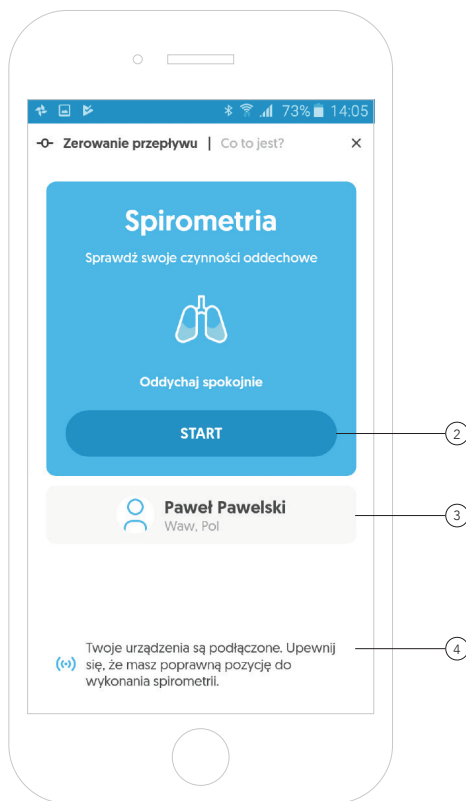 73% 14:05
-O- Zerowanie przepływu | Co to jest? ×
Spirometria
Sprawdź swoje czynności oddechowe
Oddychaj spokojnie
START
2
Paweł Pawelski
Waw, Pol
3
Twoje urządzenia są podłączone. Upewnij
4
się, że masz poprawną pozycję do
wykonania spirometrii.